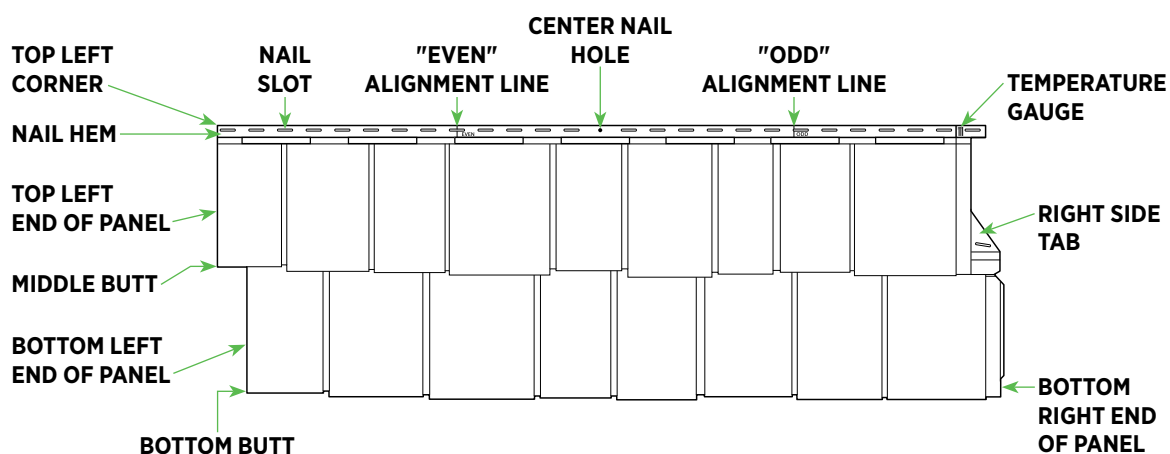 TOP LEFT
CORNER
NAIL
SLOT
"EVEN"
ALIGNMENT LINE
CENTER NAIL
HOLE
"ODD"
ALIGNMENT LINE
TEMPERATURE
GAUGE
NAIL HEM
EVEN
ODD
TOP LEFT
END OF PANEL
RIGHT SIDE
TAB
MIDDLE BUTT
BOTTOM LEFT
END OF PANEL
BOTTOM BUTT
BOTTOM
RIGHT END
OF PANEL